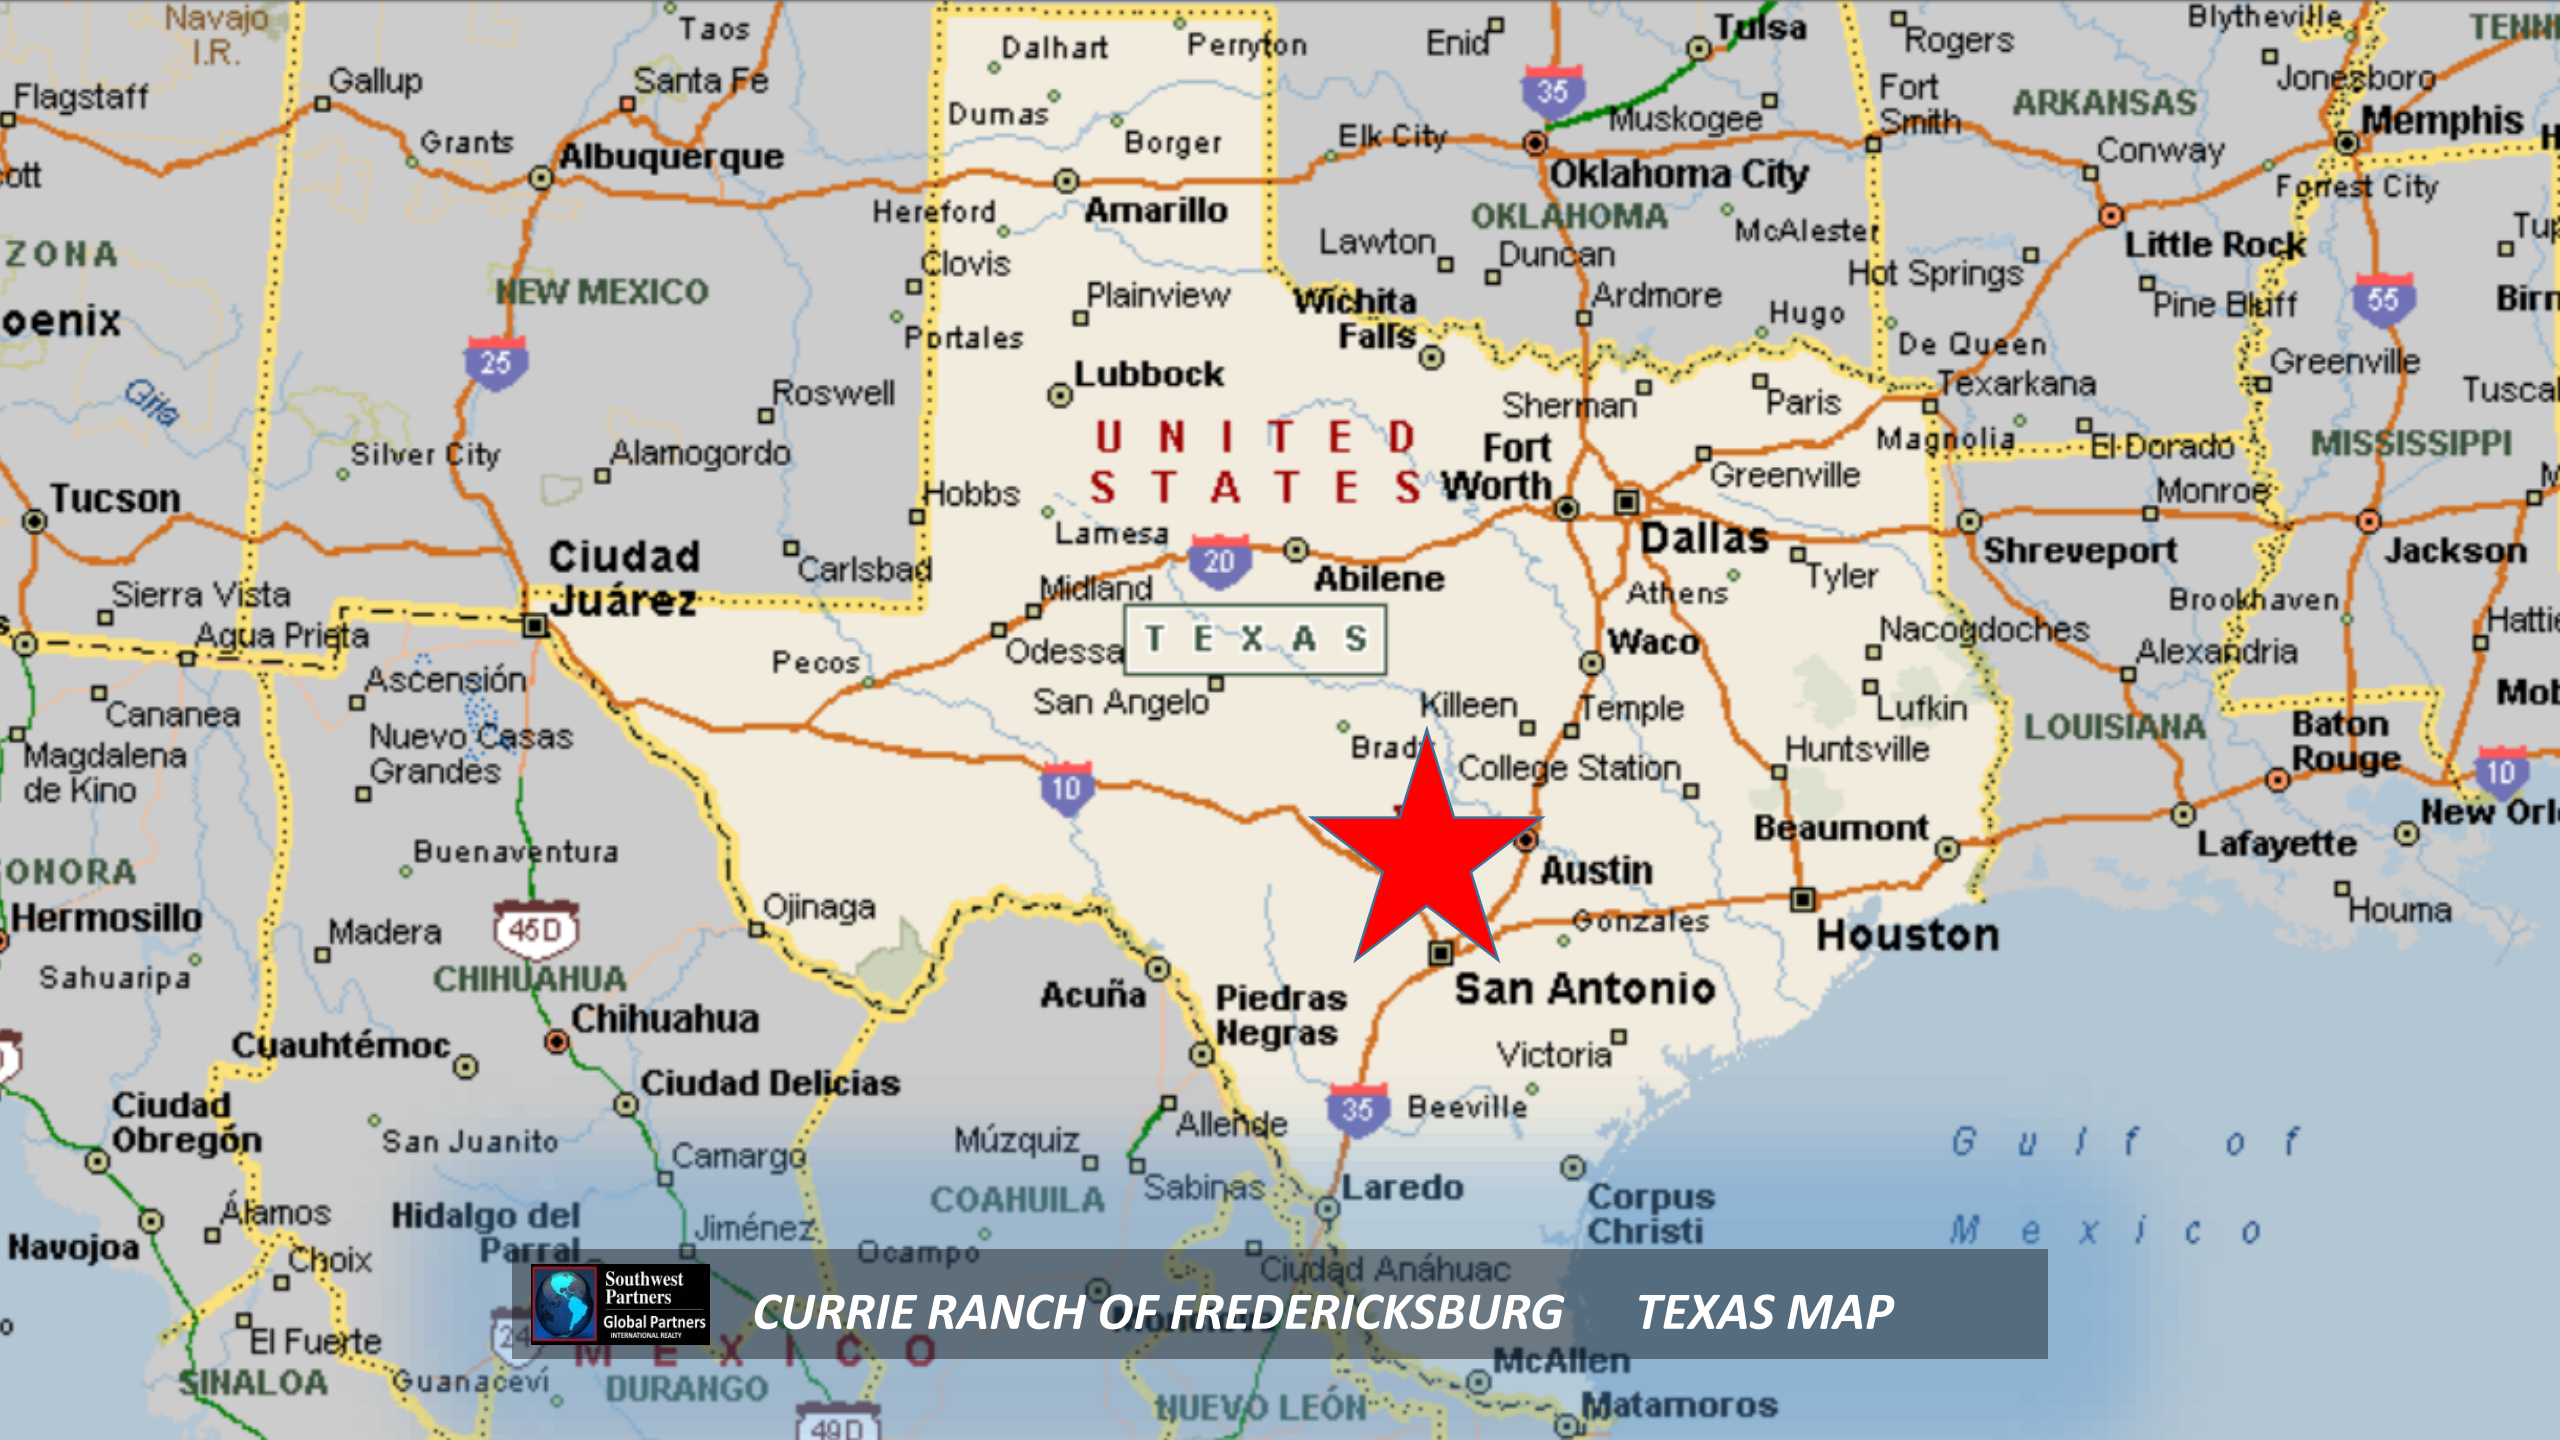 Navajo
I.R.
Taos
Dalhart
Perryton
Enid
Tulsa
Rogers
Blytheville
Flagstaff
Gallup
Santa Fe
Dumas
Borger
35
Muskogee
Fort
Smith
ARKANSAS
Jonesboro
Memphis
Grants
Albuquerque
Elk City
Oklahoma City
Conway
Forrest City
Hereford
Amarillo
OKLAHOMA
McAlester
Little Rock
ZONA
NEW MEXICO
Clovis
Plainview
Lawton
Duncan
Hot Springs
Pine Bluff
55
oenix
25
Portales
Wichita
Falls
Ardmore
Hugo
De Queen
Greenville
Gila
Roswell
Lubbock
Sherman
Paris
Texarkana
Silver City
Alamogordo
UNITED
STATES
Fort
Worth
Greenville
Magnolia
El Dorado
MISSISSIPPI
Tucson
Hobbs
Lamesa
Dallas
Monroe
Ciudad
Juárez
Carlsbad
20
Abilene
Tyler
Shreveport
Jackson
Sierra Vista
Midland
Athens
Brookhaven
Agua Prieta
Pecos
Odessa
TEXAS
Waco
Nacogdoches
Alexandria
Cananea
Ascensión
San Angelo
Killeen
Temple
Lufkin
LOUISIANA
Baton
Rouge
Magdalena
de Kino
Nuevo Casas
Grandes
10
Brady
College Station
Huntsville
10
Buenaventura
Beaumont
Lafayette
ONORA
Hermosillo
Madera
45D
Ojinaga
Austin
Gonzales
Houston
Houma
Sahuaripa
CHIHUAHUA
Acuña
Piedras
Negras
San Antonio
Cuauhtémoc
Chihuahua
Victoria
Ciudad
Obregón
Ciudad Delicias
San Juanito
Camargo
Múzquiz
Allende
35
Beeville
Gulf of
Mexico
Álamos
Hidalgo del
Parral
Jiménez
COAHUILA
Sabinas
Laredo
Corpus
Christi
Navojoa
Choix
Ocampo
Ciudad Anáhuac
Southwest
Partners
Global Partners
INTERNATIONAL REALTY
CURRIE RANCH OF FREDERICKSBURG TEXAS MAP
El Fuerte
MEXICO
McAllen
SINALOA
Guanaceví
DURANGO
NUEVO LEÓN
Matamoros
49D